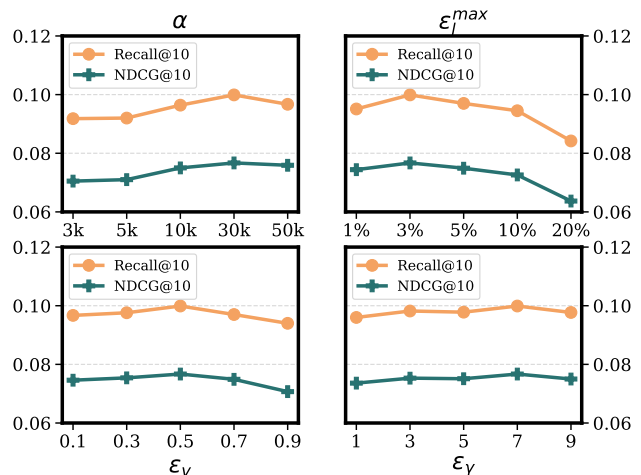 α
0.12
0.10
0.08
0.06
Recall@10
NDCG@10
3k 5k 10k 30k 50k
ε_l^{max}
0.12
0.10
0.08
0.06
Recall@10
NDCG@10
1% 3% 5% 10% 20%
0.12
0.10
0.08
0.06
Recall@10
NDCG@10
0.1 0.3 0.5 0.7 0.9
ε_v
0.12
0.10
0.08
0.06
Recall@10
NDCG@10
1 3 5 7 9
ε_γ